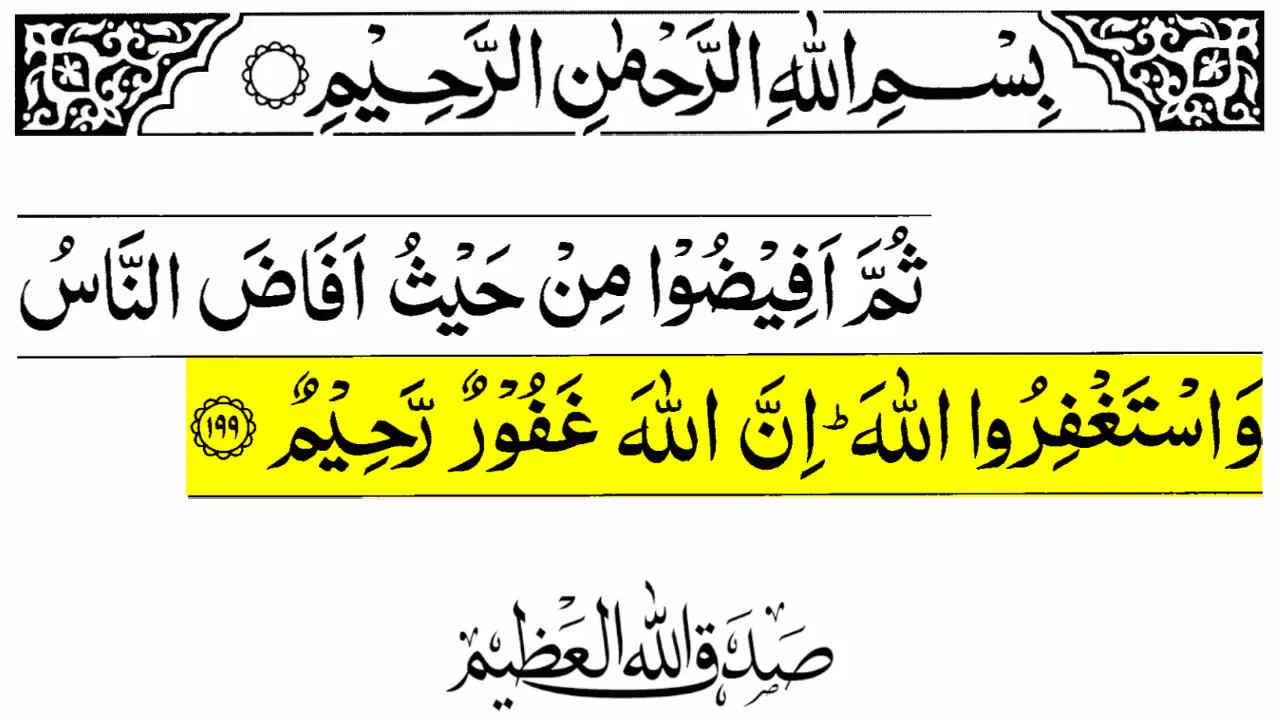 بِسْمِ اللّٰهِ الرَّحْمٰنِ الرَّحِيْمِ
ثُمَّ اَفِيْضُوْا مِنْ حَيْثُ اَفَاضَ النَّاسُ
وَاسْتَغْفِرُوا اللّٰهَ ؕ اِنَّ اللّٰهَ غَفُوْرٌ رَّحِيْمٌ ﴿۱۹۹﴾
صَدَقَ اللّٰهُ الْعَظِيْم